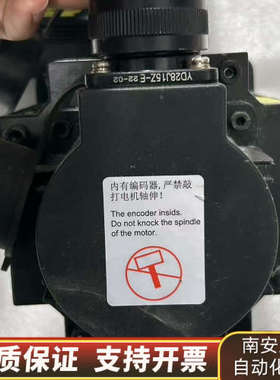 YD28J15Z-E 22-02
内有编码器,严禁敲
打电机轴伸!
The encoder insids.
Do not knock the spindle
of the motor.
质保证 支持开票
南安
自动化